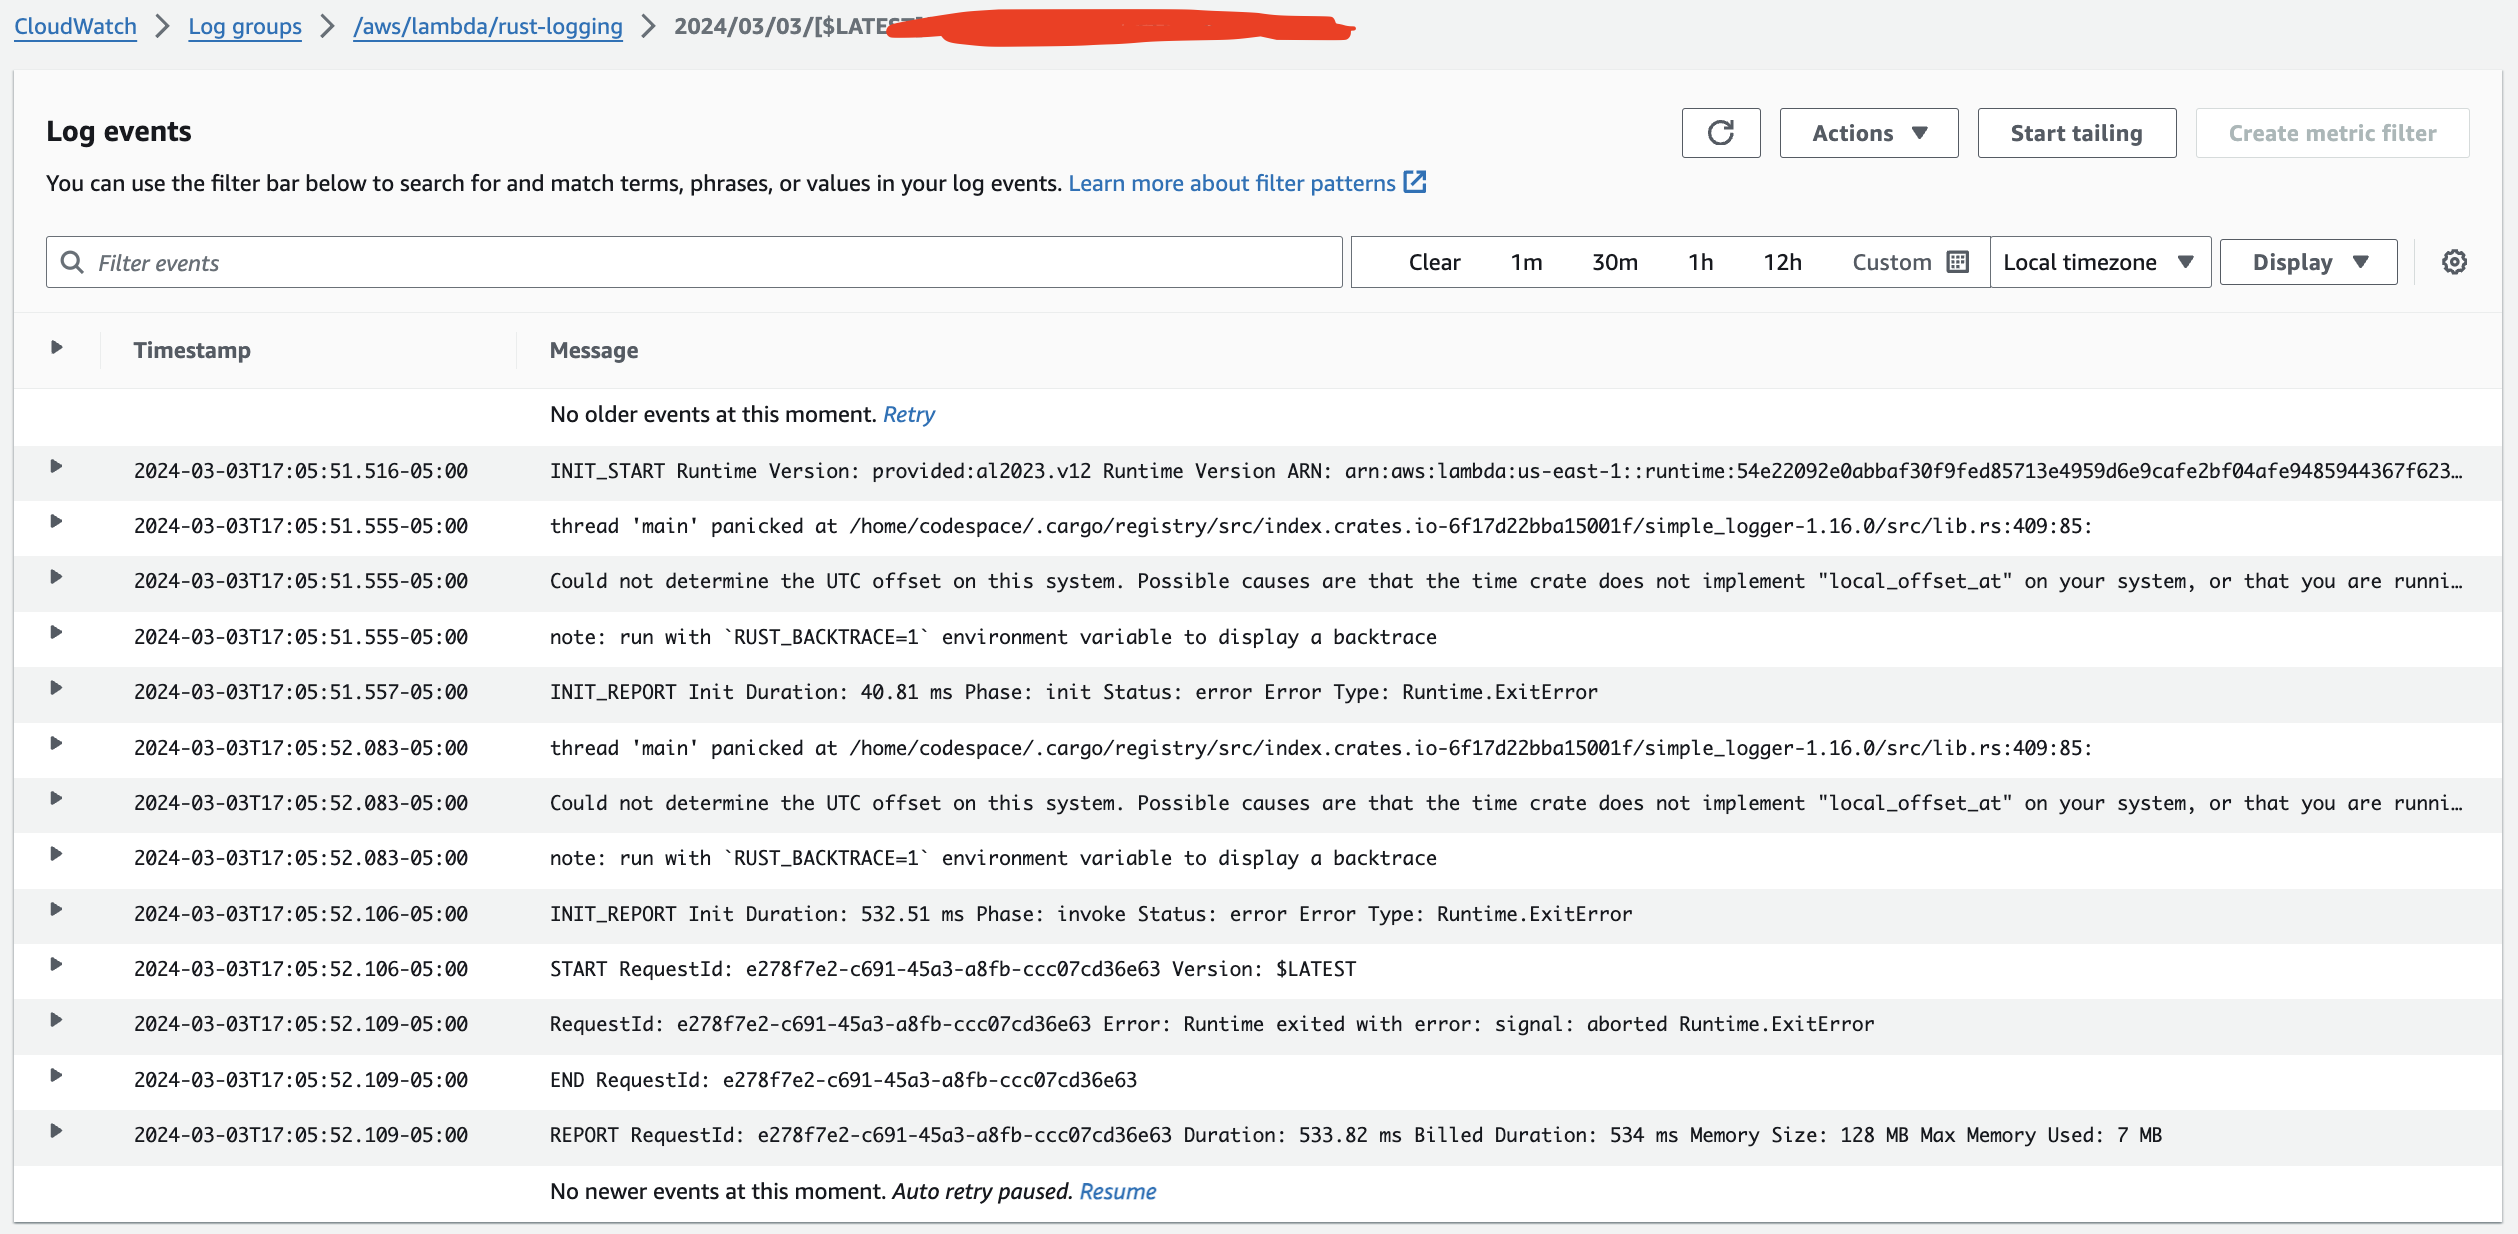 CloudWatch > Log groups > /aws/lambda/rust-logging > 2024/03/03/[$LATEST]
Log events
Actions
Start tailing
Create metric filter
You can use the filter bar below to search for and match terms, phrases, or values in your log events. Learn more about filter patterns
Filter events
Clear 1m 30m 1h 12h Custom Local timezone Display
Timestamp Message
No older events at this moment. Retry
2024-03-03T17:05:51.516-05:00 INIT_START Runtime Version: provided:al2023.v12 Runtime Version ARN: arn:aws:lambda:us-east-1::runtime:54e22092e0abbaf30f9fed85713e4959d6e9cafe2bf04afe9485944367f623…
2024-03-03T17:05:51.555-05:00 thread 'main' panicked at /home/codespace/.cargo/registry/src/index.crates.io-6f17d22bba15001f/simple_logger-1.16.0/src/lib.rs:409:85:
2024-03-03T17:05:51.555-05:00 Could not determine the UTC offset on this system. Possible causes are that the time crate does not implement "local_offset_at" on your system, or that you are runni…
2024-03-03T17:05:51.555-05:00 note: run with `RUST_BACKTRACE=1` environment variable to display a backtrace
2024-03-03T17:05:51.557-05:00 INIT_REPORT Init Duration: 40.81 ms Phase: init Status: error Error Type: Runtime.ExitError
2024-03-03T17:05:52.083-05:00 thread 'main' panicked at /home/codespace/.cargo/registry/src/index.crates.io-6f17d22bba15001f/simple_logger-1.16.0/src/lib.rs:409:85:
2024-03-03T17:05:52.083-05:00 Could not determine the UTC offset on this system. Possible causes are that the time crate does not implement "local_offset_at" on your system, or that you are runni…
2024-03-03T17:05:52.083-05:00 note: run with `RUST_BACKTRACE=1` environment variable to display a backtrace
2024-03-03T17:05:52.106-05:00 INIT_REPORT Init Duration: 532.51 ms Phase: invoke Status: error Error Type: Runtime.ExitError
2024-03-03T17:05:52.106-05:00 START RequestId: e278f7e2-c691-45a3-a8fb-ccc07cd36e63 Version: $LATEST
2024-03-03T17:05:52.109-05:00 RequestId: e278f7e2-c691-45a3-a8fb-ccc07cd36e63 Error: Runtime exited with error: signal: aborted Runtime.ExitError
2024-03-03T17:05:52.109-05:00 END RequestId: e278f7e2-c691-45a3-a8fb-ccc07cd36e63
2024-03-03T17:05:52.109-05:00 REPORT RequestId: e278f7e2-c691-45a3-a8fb-ccc07cd36e63 Duration: 533.82 ms Billed Duration: 534 ms Memory Size: 128 MB Max Memory Used: 7 MB
No newer events at this moment. Auto retry paused. Resume